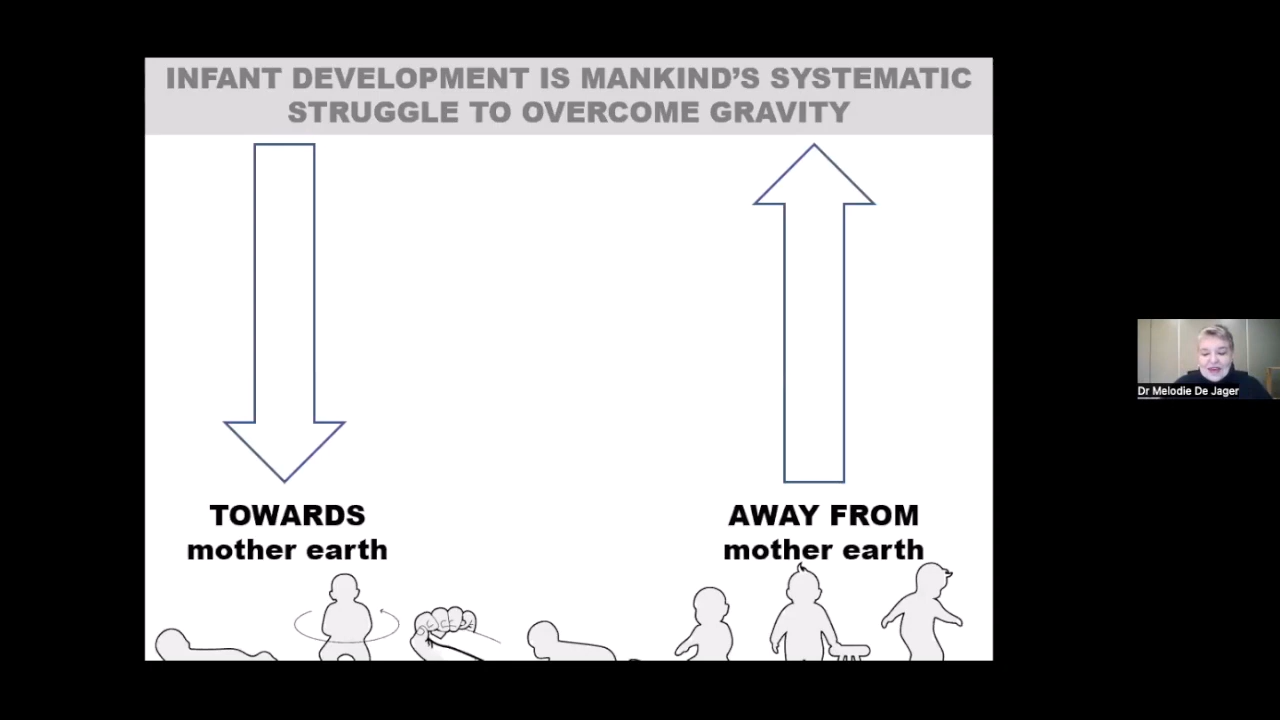 INFANT DEVELOPMENT IS MANKIND'S SYSTEMATIC
STRUGGLE TO OVERCOME GRAVITY
TOWARDS
mother earth
AWAY FROM
mother earth
Dr Melodie De Jager